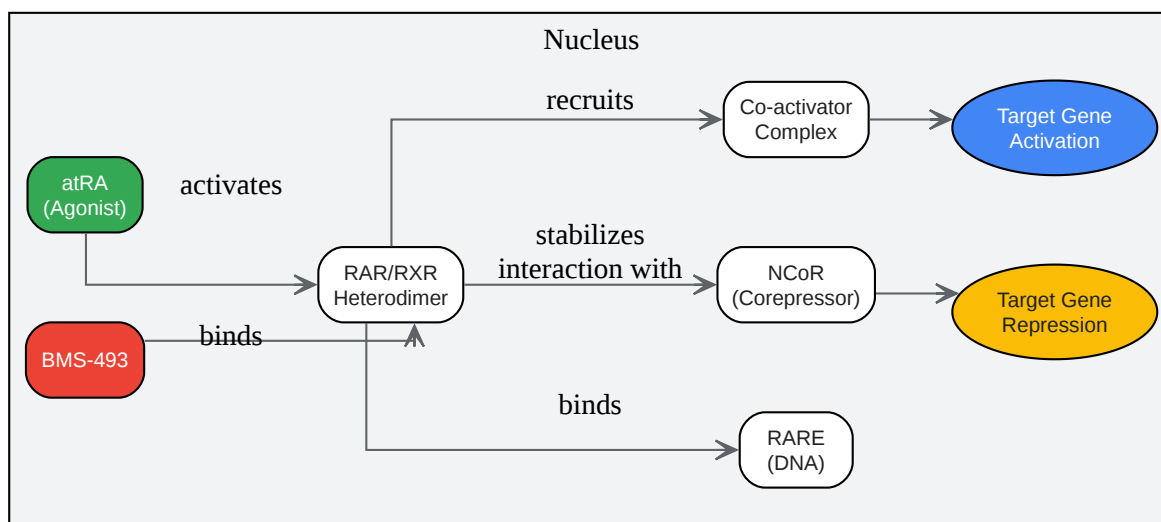 Nucleus
recruits
Co-activator
Complex
Target Gene
Activation
atRA
(Agonist)
activates
stabilizes
interaction with
RAR/RXR
Heterodimer
NCoR
(Corepressor)
Target Gene
Repression
BMS-493
binds
binds
RARE
(DNA)